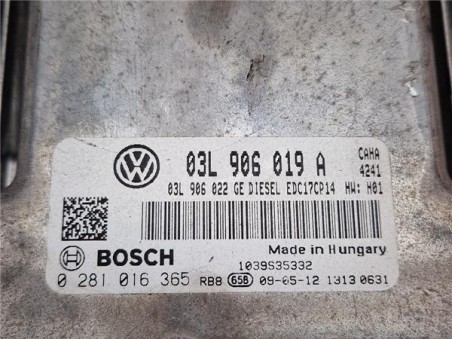 03L 906 019 A
CAHA
4241
03L 906 022 GE DIESEL EDC17CP14 HW: H01
Made in Hungary
BOSCH
1039S35332
0 281 016 365 RB8 658 09-05-12 1313 0631